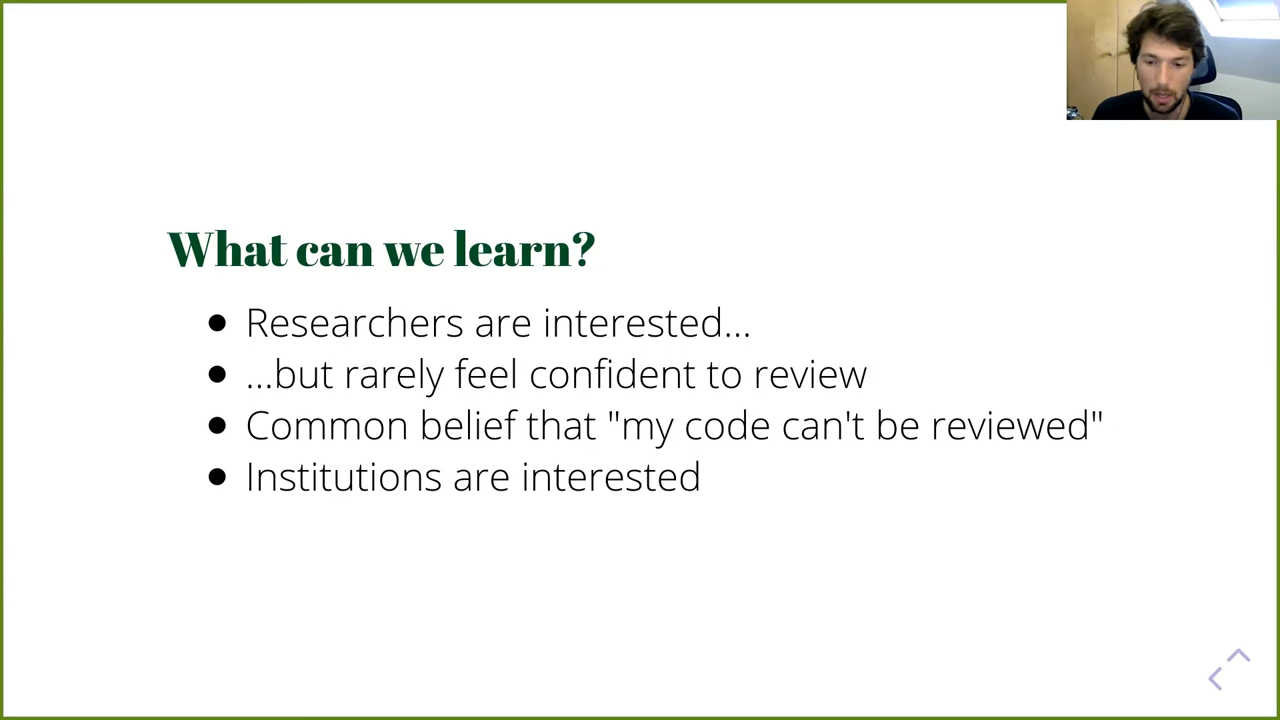 What can we learn?
Researchers are interested...
...but rarely feel confident to review
Common belief that "my code can't be reviewed"
Institutions are interested